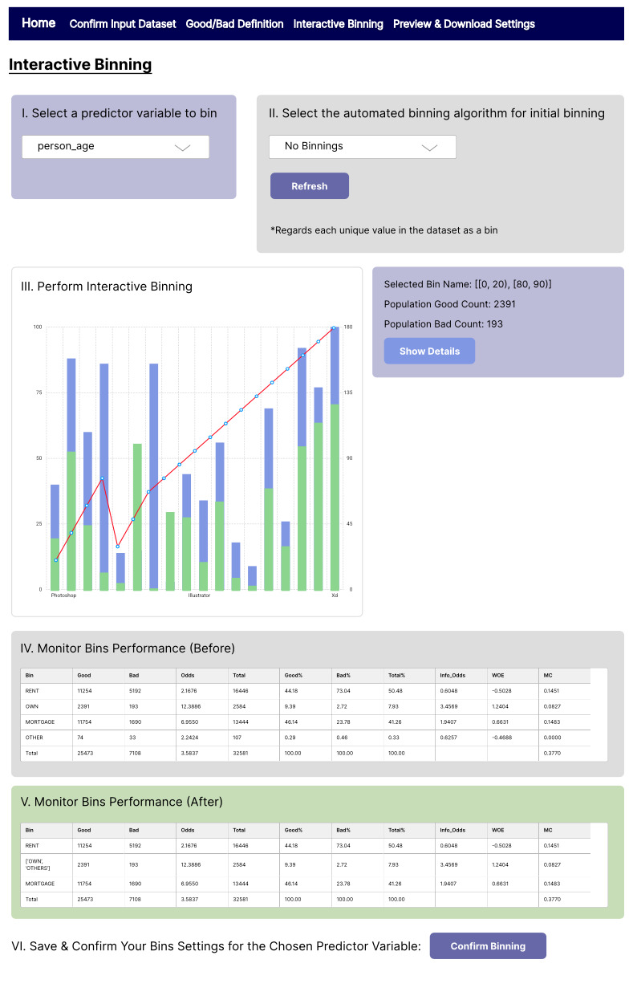 Home Confirm Input Dataset Good/Bad Definition Interactive Binning Preview & Download Settings
Interactive Binning
I. Select a predictor variable to bin
person_age
II. Select the automated binning algorithm for initial binning
No Binnings
Refresh
*Regards each unique value in the dataset as a bin
III. Perform Interactive Binning
100 180
75 135
50 90
25 45
0 0
Photoshop Illustrator Xd
Selected Bin Name: [[0, 20), [80, 90)]
Population Good Count: 2391
Population Bad Count: 193
Show Details
IV. Monitor Bins Performance (Before)
Bin Good Bad Odds Total Good% Bad% Total% Info_Odds WOE MC
RENT 11254 5192 2.1676 16446 44.18 73.04 50.48 0.6048 -0.5028 0.1451
OWN 2391 193 12.3886 2584 9.39 2.72 7.93 3.4569 1.2404 0.0827
MORTGAGE 11754 1690 6.9550 13444 46.14 23.78 41.26 1.9407 0.6631 0.1483
OTHER 74 33 2.2424 107 0.29 0.46 0.33 0.6257 -0.4688 0.0000
Total 25473 7108 3.5837 32581 100.00 100.00 100.00 0.3770
V. Monitor Bins Performance (After)
Bin Good Bad Odds Total Good% Bad% Total% Info_Odds WOE MC
RENT 11254 5192 2.1676 16446 44.18 73.04 50.48 0.6048 -0.5028 0.1451
['OWN',
'OTHERS'] 2391 193 12.3886 2584 9.39 2.72 7.93 3.4569 1.2404 0.0827
MORTGAGE 11754 1690 6.9550 13444 46.14 23.78 41.26 1.9407 0.6631 0.1483
Total 25473 7108 3.5837 32581 100.00 100.00 100.00 0.3770
VI. Save & Confirm Your Bins Settings for the Chosen Predictor Variable:
Confirm Binning